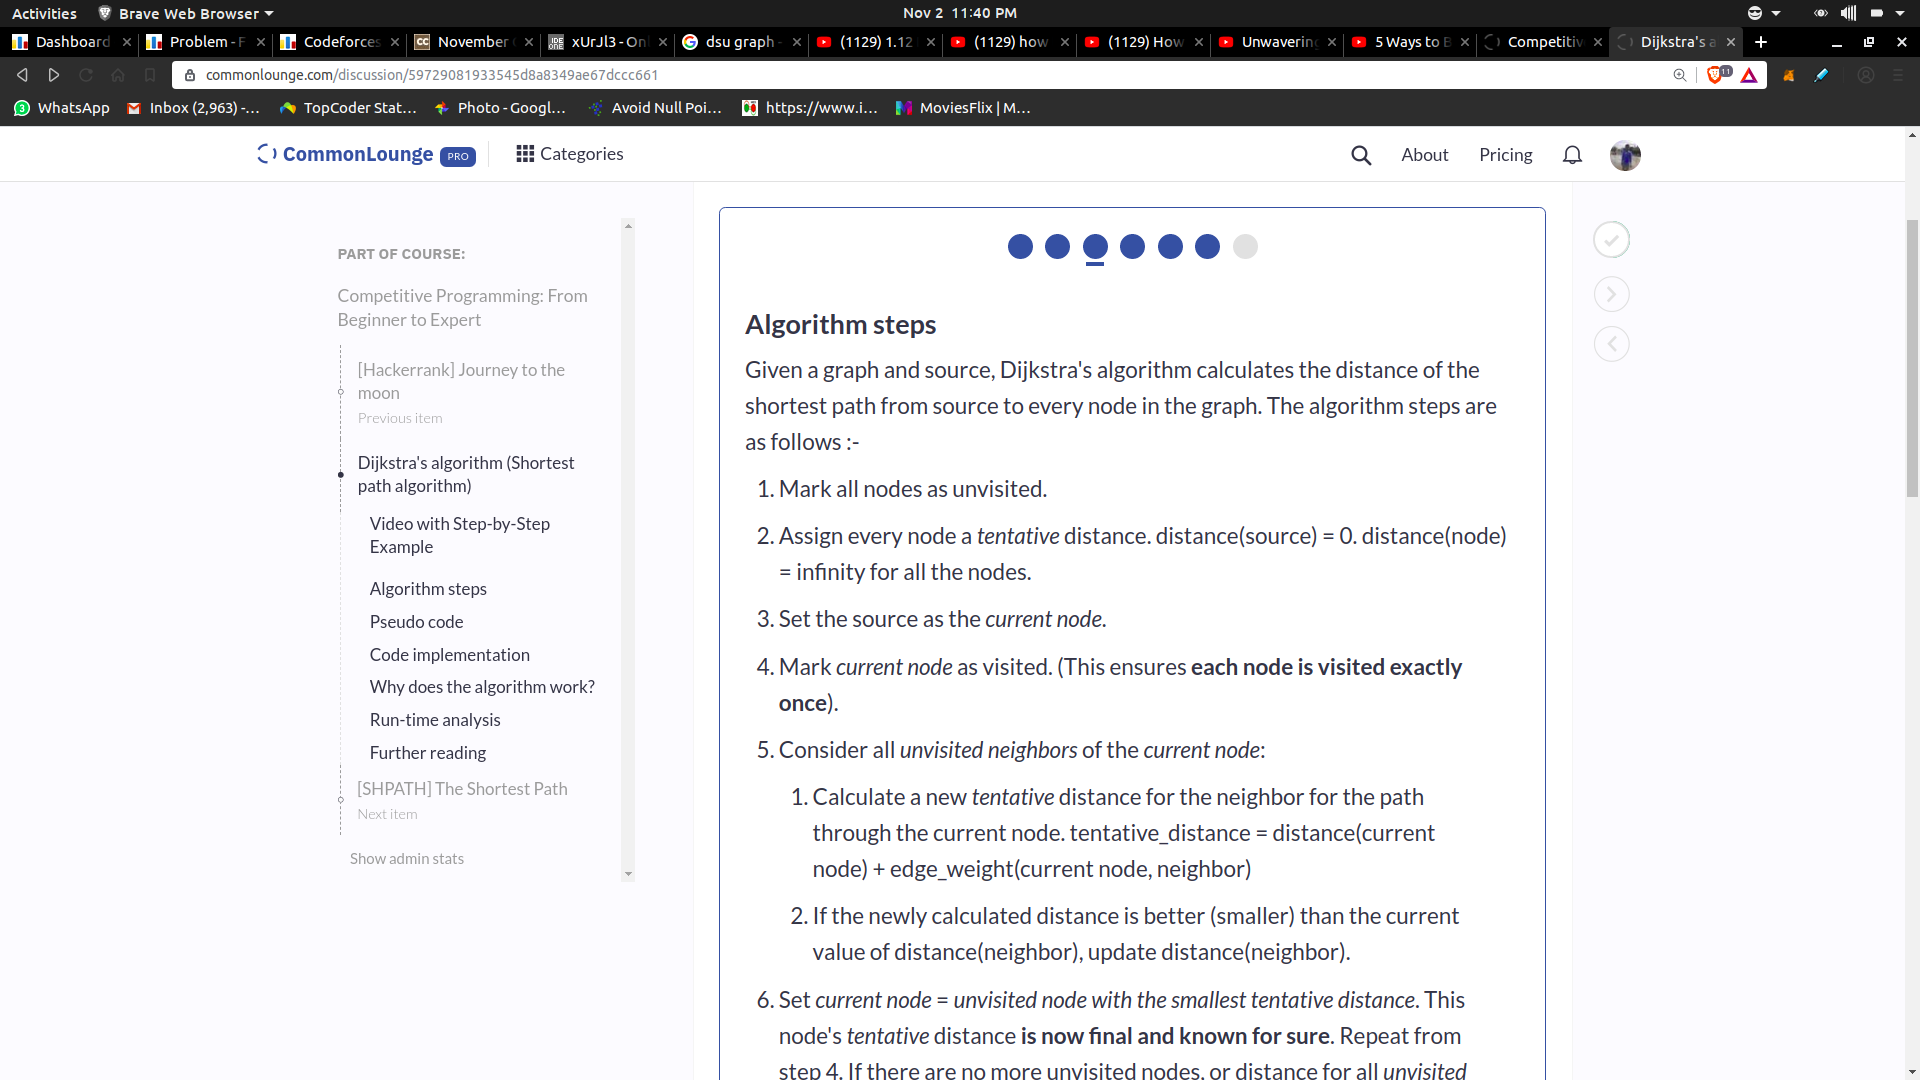 Activities
Brave Web Browser
Nov 2 11:40 PM
Dashboard
Problem - F
Codeforces
November
xUrJl3 - On
dsu graph -
(1129) 1.12
(1129) how
(1129) How
Unwavering
5 Ways to B
Competitiv
Dijkstra's a
commonlounge.com/discussion/59729081933545d8a8349ae67dccc661
11
WhatsApp
Inbox (2,963) -...
TopCoder Stat...
Photo - Googl...
Avoid Null Poi...
https://www.i...
MoviesFlix | M...
CommonLounge PRO
Categories
About
Pricing
PART OF COURSE:
Competitive Programming: From
Beginner to Expert
[Hackerrank] Journey to the
moon
Previous item
Dijkstra's algorithm (Shortest
path algorithm)
Video with Step-by-Step
Example
Algorithm steps
Pseudo code
Code implementation
Why does the algorithm work?
Run-time analysis
Further reading
[SHPATH] The Shortest Path
Next item
Show admin stats
Algorithm steps
Given a graph and source, Dijkstra's algorithm calculates the distance of the
shortest path from source to every node in the graph. The algorithm steps are
as follows :-
1. Mark all nodes as unvisited.
2. Assign every node a tentative distance. distance(source) = 0. distance(node)
= infinity for all the nodes.
3. Set the source as the current node.
4. Mark current node as visited. (This ensures each node is visited exactly
once).
5. Consider all unvisited neighbors of the current node:
1. Calculate a new tentative distance for the neighbor for the path
through the current node. tentative_distance = distance(current
node) + edge_weight(current node, neighbor)
2. If the newly calculated distance is better (smaller) than the current
value of distance(neighbor), update distance(neighbor).
6. Set current node = unvisited node with the smallest tentative distance. This
node's tentative distance is now final and known for sure. Repeat from
step 4. If there are no more unvisited nodes, or distance for all unvisited